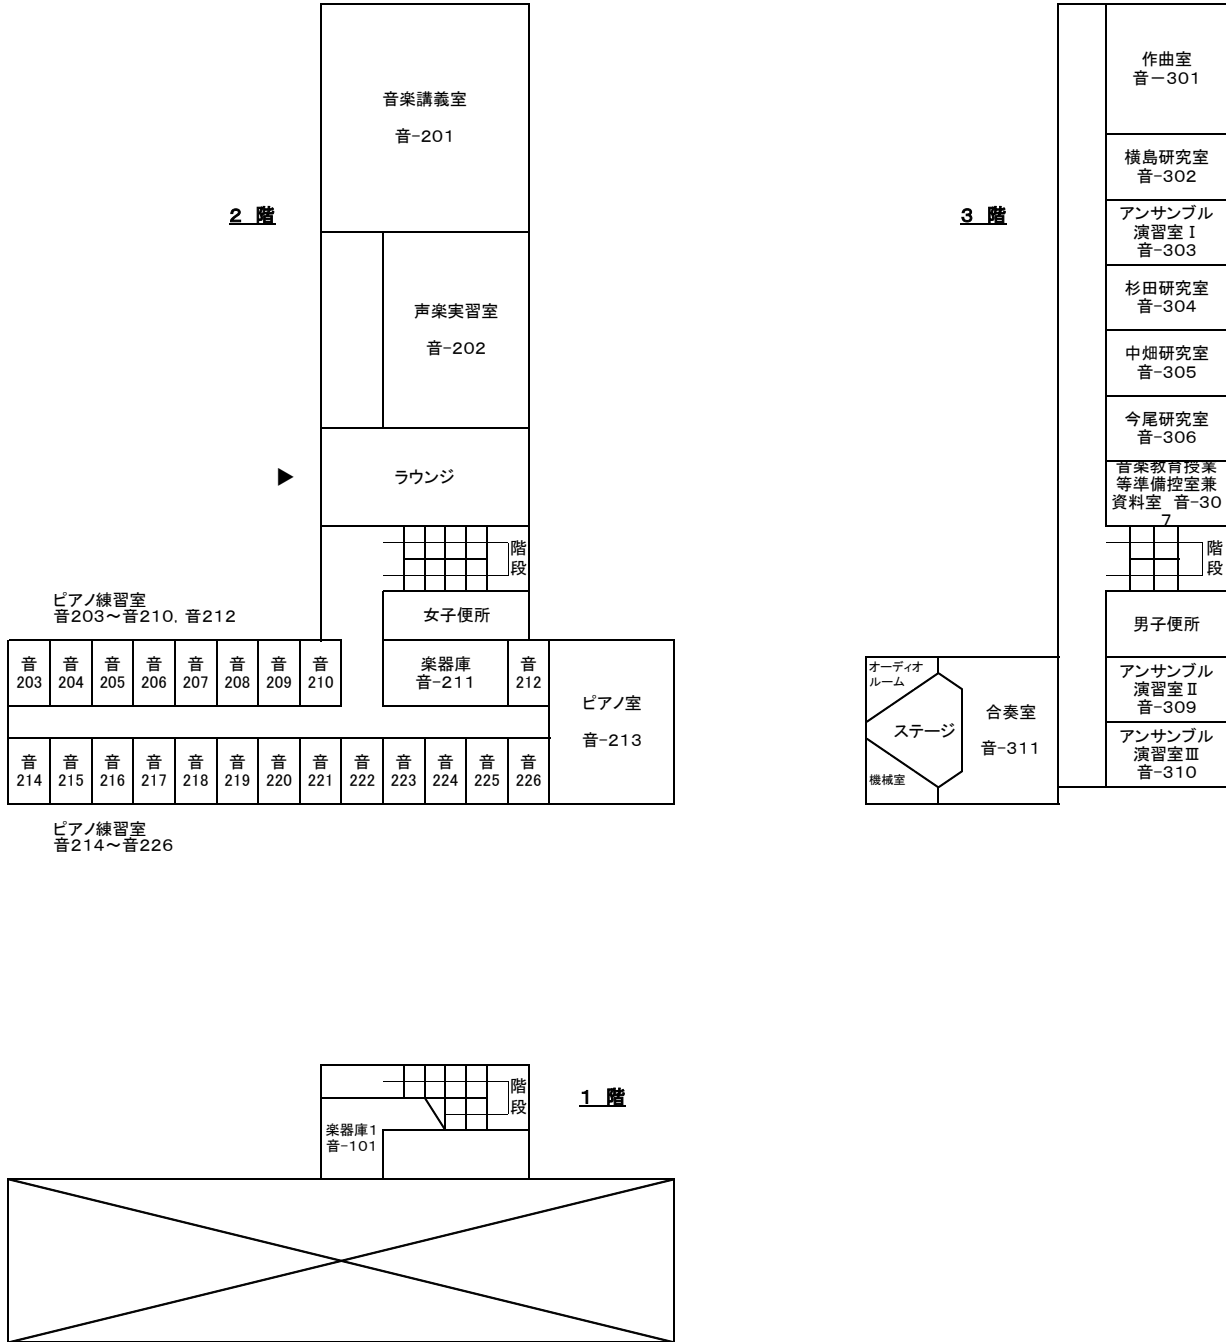 音楽講義室
音-201
2 階
声楽実習室
音-202
ラウンジ
階
段
女子便所
ピアノ練習室
音203～音210, 音212
音
203
音
204
音
205
音
206
音
207
音
208
音
209
音
210
楽器庫
音-211
音
212
ピアノ室
音-213
音
214
音
215
音
216
音
217
音
218
音
219
音
220
音
221
音
222
音
223
音
224
音
225
音
226
ピアノ練習室
音214～音226
3 階
作曲室
音－301
横島研究室
音-302
アンサンブル
演習室Ⅰ
音-303
杉田研究室
音-304
中畑研究室
音-305
今尾研究室
音-306
音楽教育授業
等準備控室兼
資料室 音-30
7
階
段
男子便所
オーディオ
ルーム
ステージ
機械室
合奏室
音-311
アンサンブル
演習室Ⅱ
音-309
アンサンブル
演習室Ⅲ
音-310
1 階
階
段
楽器庫1
音-101